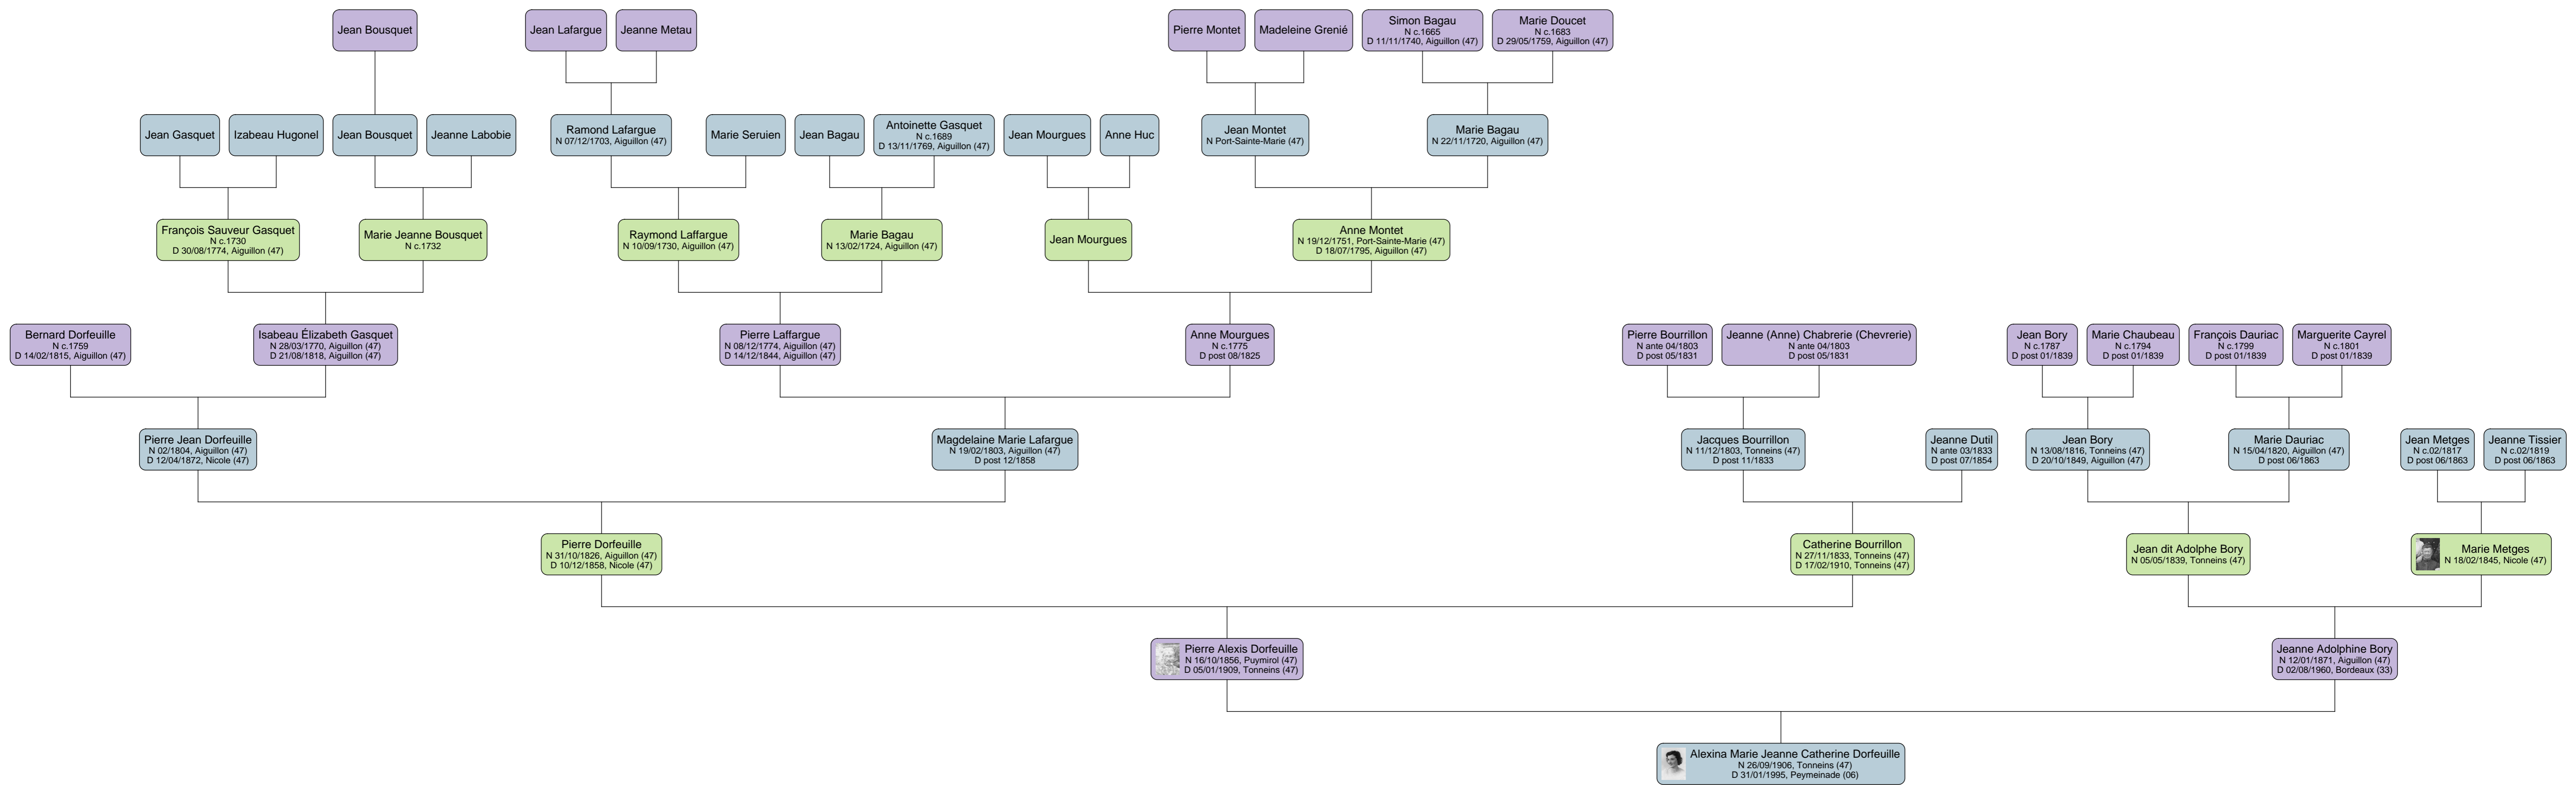 Jean Bousquet
Jean Lafargue
Jeanne Metau
Pierre Montet
Madeleine Grenié
Simon Bagau
N c.1665
D 11/11/1740, Aiguillon (47)
Marie Doucet
N c.1683
D 29/05/1759, Aiguillon (47)
Jean Gasquet
Izabeau Hugonel
Jean Bousquet
Jeanne Labobie
Ramond Lafargue
N 07/12/1703, Aiguillon (47)
Marie Seruien
Jean Bagau
Antoinette Gasquet
N c.1689
D 13/11/1769, Aiguillon (47)
Jean Mourgues
Anne Huc
Jean Montet
N Port-Sainte-Marie (47)
Marie Bagau
N 22/11/1720, Aiguillon (47)
François Sauveur Gasquet
N c.1730
D 30/08/1774, Aiguillon (47)
Marie Jeanne Bousquet
N c.1732
Raymond Laffargue
N 10/09/1730, Aiguillon (47)
Marie Bagau
N 13/02/1724, Aiguillon (47)
Jean Mourgues
Anne Montet
N 19/12/1751, Port-Sainte-Marie (47)
D 18/07/1795, Aiguillon (47)
Bernard Dorfeuille
N c.1759
D 14/02/1815, Aiguillon (47)
Isabeau Élizabeth Gasquet
N 28/03/1770, Aiguillon (47)
D 21/08/1818, Aiguillon (47)
Pierre Laffargue
N 08/12/1774, Aiguillon (47)
D 14/12/1844, Aiguillon (47)
Anne Mourgues
N c.1775
D post 08/1825
Pierre Bourrillon
N ante 04/1803
D post 05/1831
Jeanne (Anne) Chabrerie (Chevrerie)
N ante 04/1803
D post 05/1831
Jean Bory
N c.1787
D post 01/1839
Marie Chaubeau
N c.1794
D post 01/1839
François Dauriac
N c.1799
D post 01/1839
Marguerite Cayrel
N c.1801
D post 01/1839
Pierre Jean Dorfeuille
N 02/1804, Aiguillon (47)
D 12/04/1872, Nicole (47)
Magdelaine Marie Lafargue
N 19/02/1803, Aiguillon (47)
D post 12/1858
Jacques Bourrillon
N 11/12/1803, Tonneins (47)
D post 11/1833
Jeanne Dutil
N ante 03/1833
D post 07/1854
Jean Bory
N 13/08/1816, Tonneins (47)
D 20/10/1849, Aiguillon (47)
Marie Dauriac
N 15/04/1820, Aiguillon (47)
D post 06/1863
Jean Metges
N c.02/1817
D post 06/1863
Jeanne Tissier
N c.02/1819
D post 06/1863
Pierre Dorfeuille
N 31/10/1826, Aiguillon (47)
D 10/12/1858, Nicole (47)
Catherine Bourrillon
N 27/11/1833, Tonneins (47)
D 17/02/1910, Tonneins (47)
Jean dit Adolphe Bory
N 05/05/1839, Tonneins (47)
Marie Metges
N 18/02/1845, Nicole (47)
Pierre Alexis Dorfeuille
N 16/10/1856, Puymirol (47)
D 05/01/1909, Tonneins (47)
Jeanne Adolphine Bory
N 12/01/1871, Aiguillon (47)
D 02/08/1960, Bordeaux (33)
Alexina Marie Jeanne Catherine Dorfeuille
N 26/09/1906, Tonneins (47)
D 31/01/1995, Peymeinade (06)